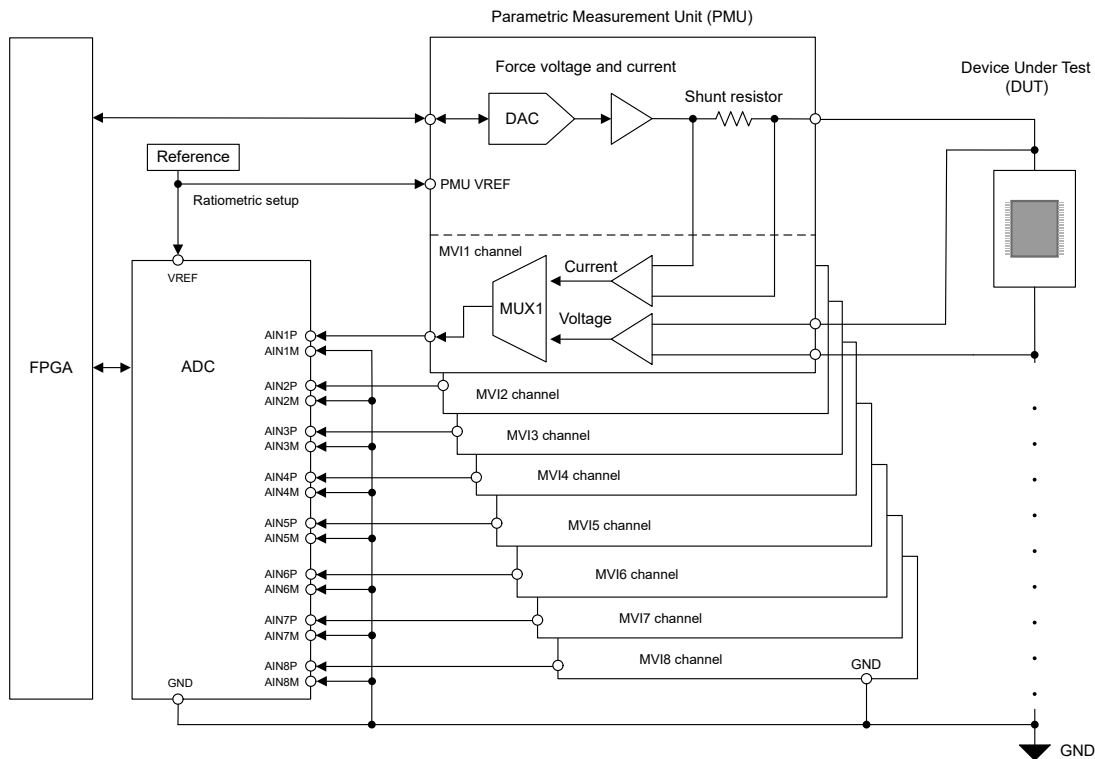 Parametric Measurement Unit (PMU)
Force voltage and current
Device Under Test
(DUT)
Shunt resistor
DAC
Reference
PMU VREF
Ratiometric setup
MVI1 channel
VREF
Current
MUX1
Voltage
FPGA
ADC
AIN1P
AIN1M
AIN2P
AIN2M
AIN3P
AIN3M
AIN4P
AIN4M
AIN5P
AIN5M
AIN6P
AIN6M
AIN7P
AIN7M
AIN8P
AIN8M
MVI2 channel
MVI3 channel
MVI4 channel
MVI5 channel
MVI6 channel
MVI7 channel
MVI8 channel
GND
GND
GND